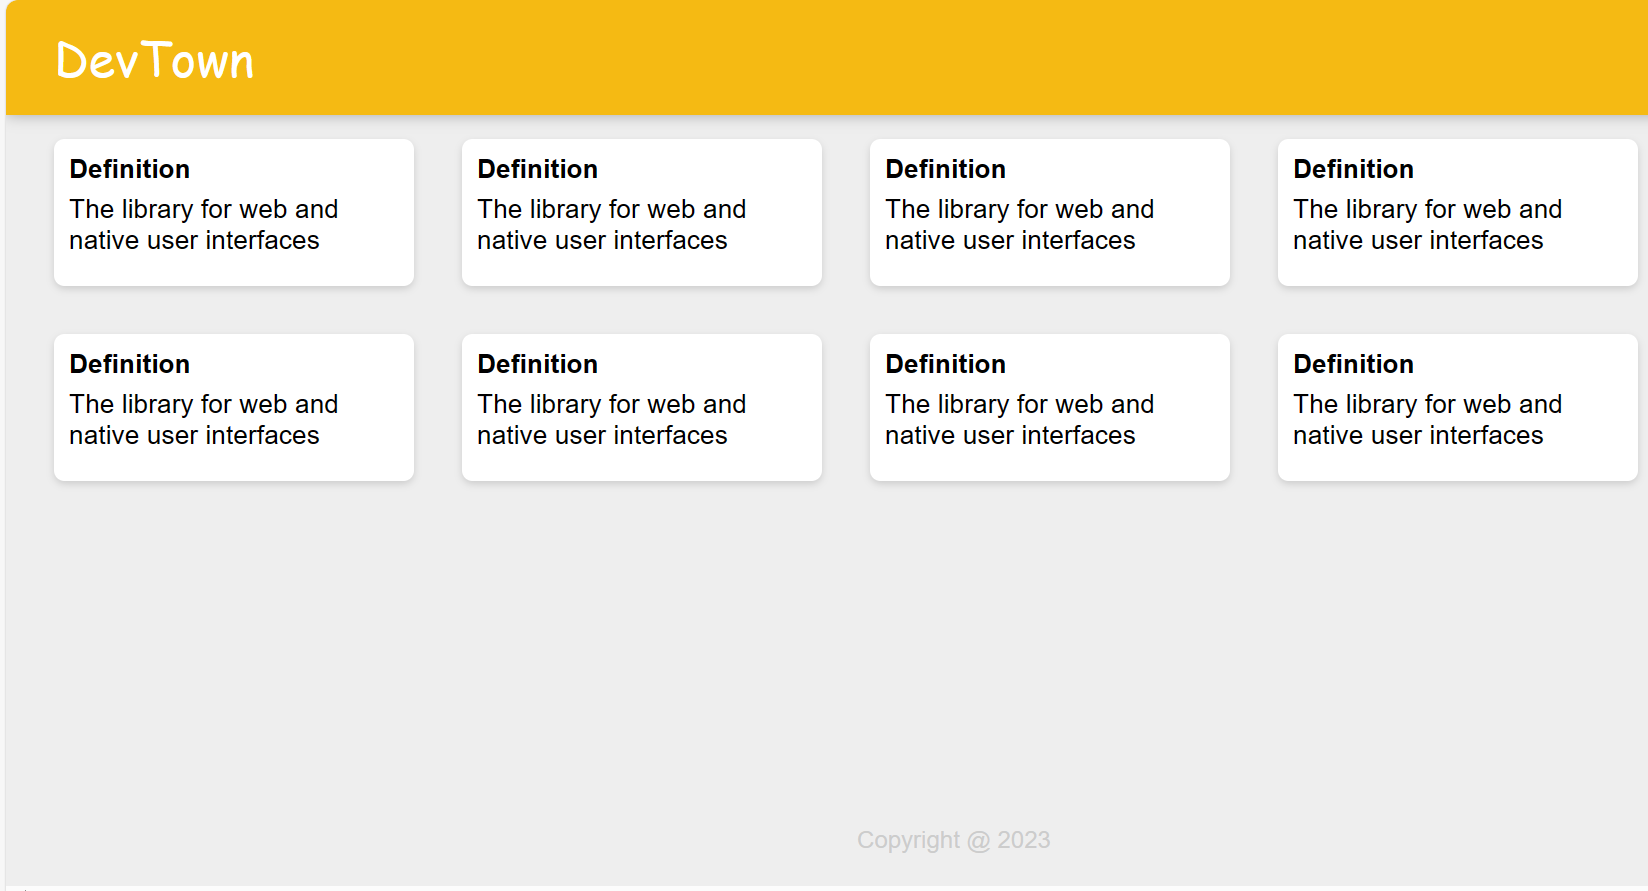 DevTown
Definition
The library for web and
native user interfaces
Definition
The library for web and
native user interfaces
Definition
The library for web and
native user interfaces
Definition
The library for web and
native user interfaces
Definition
The library for web and
native user interfaces
Definition
The library for web and
native user interfaces
Definition
The library for web and
native user interfaces
Definition
The library for web and
native user interfaces
Copyright @ 2023